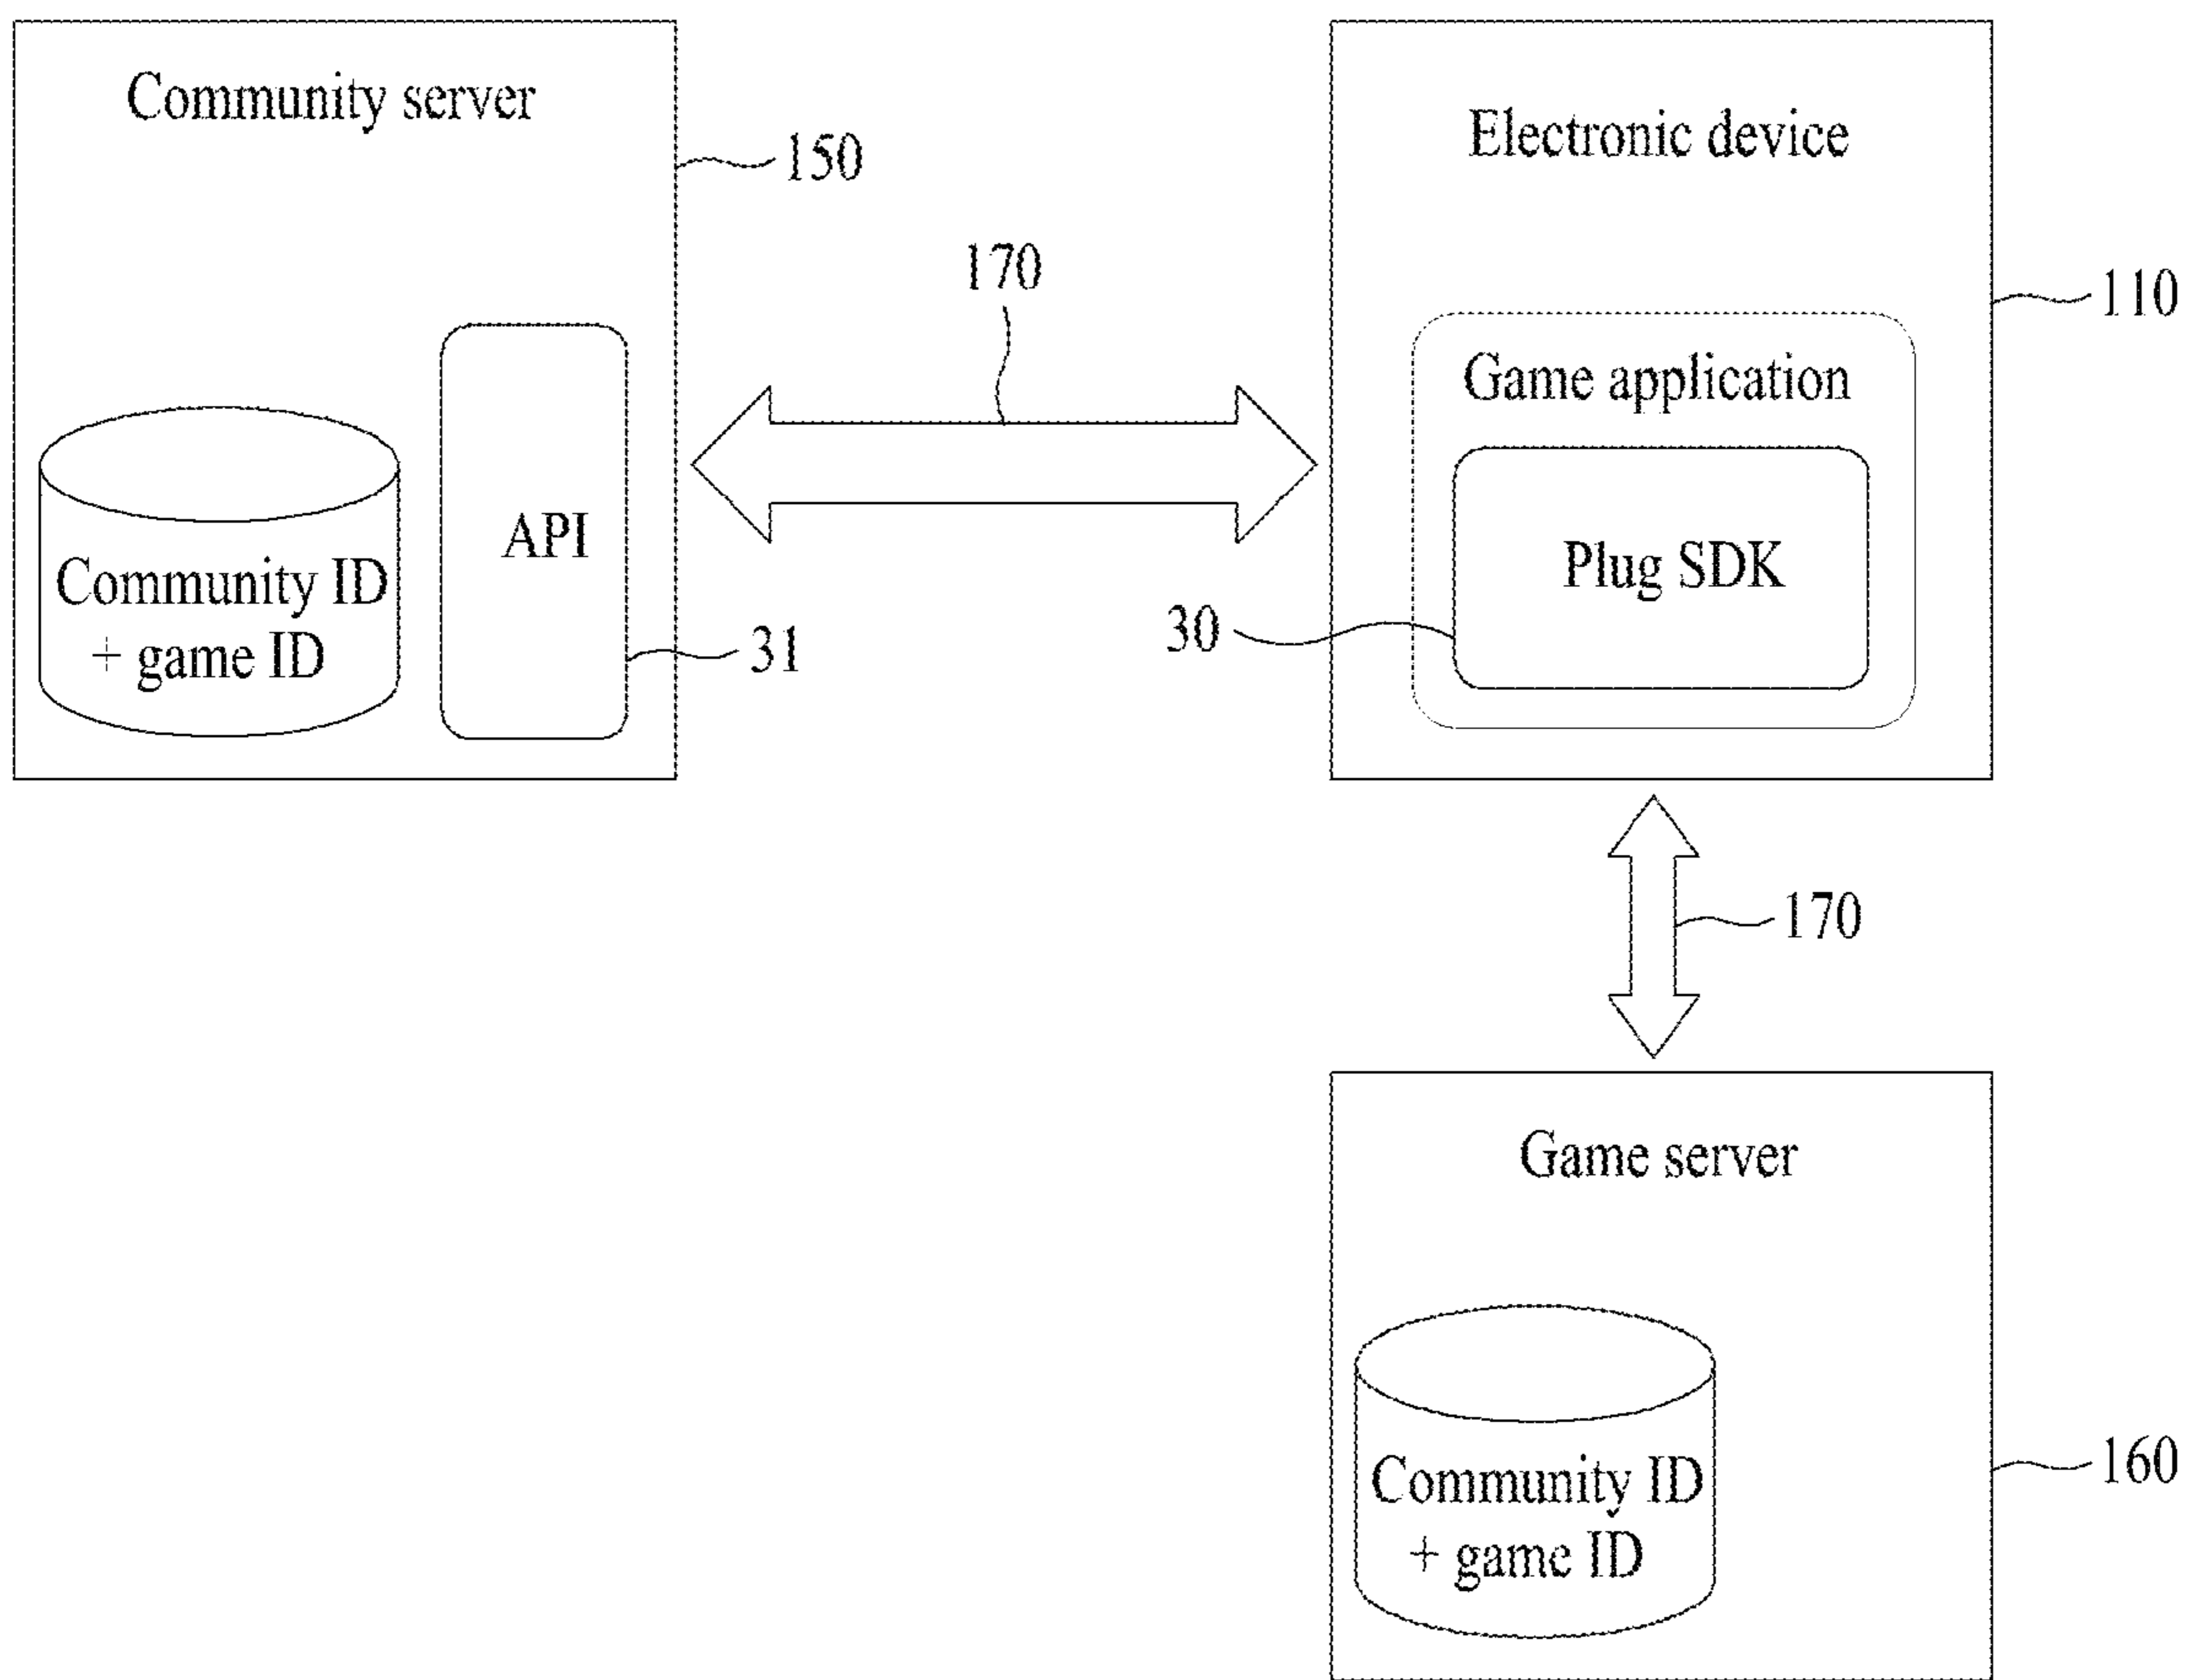 Community server
150
API
31
Community ID
+ game ID
170
Electronic device
110
Game application
Plug SDK
30
170
Game server
160
Community ID
+ game ID